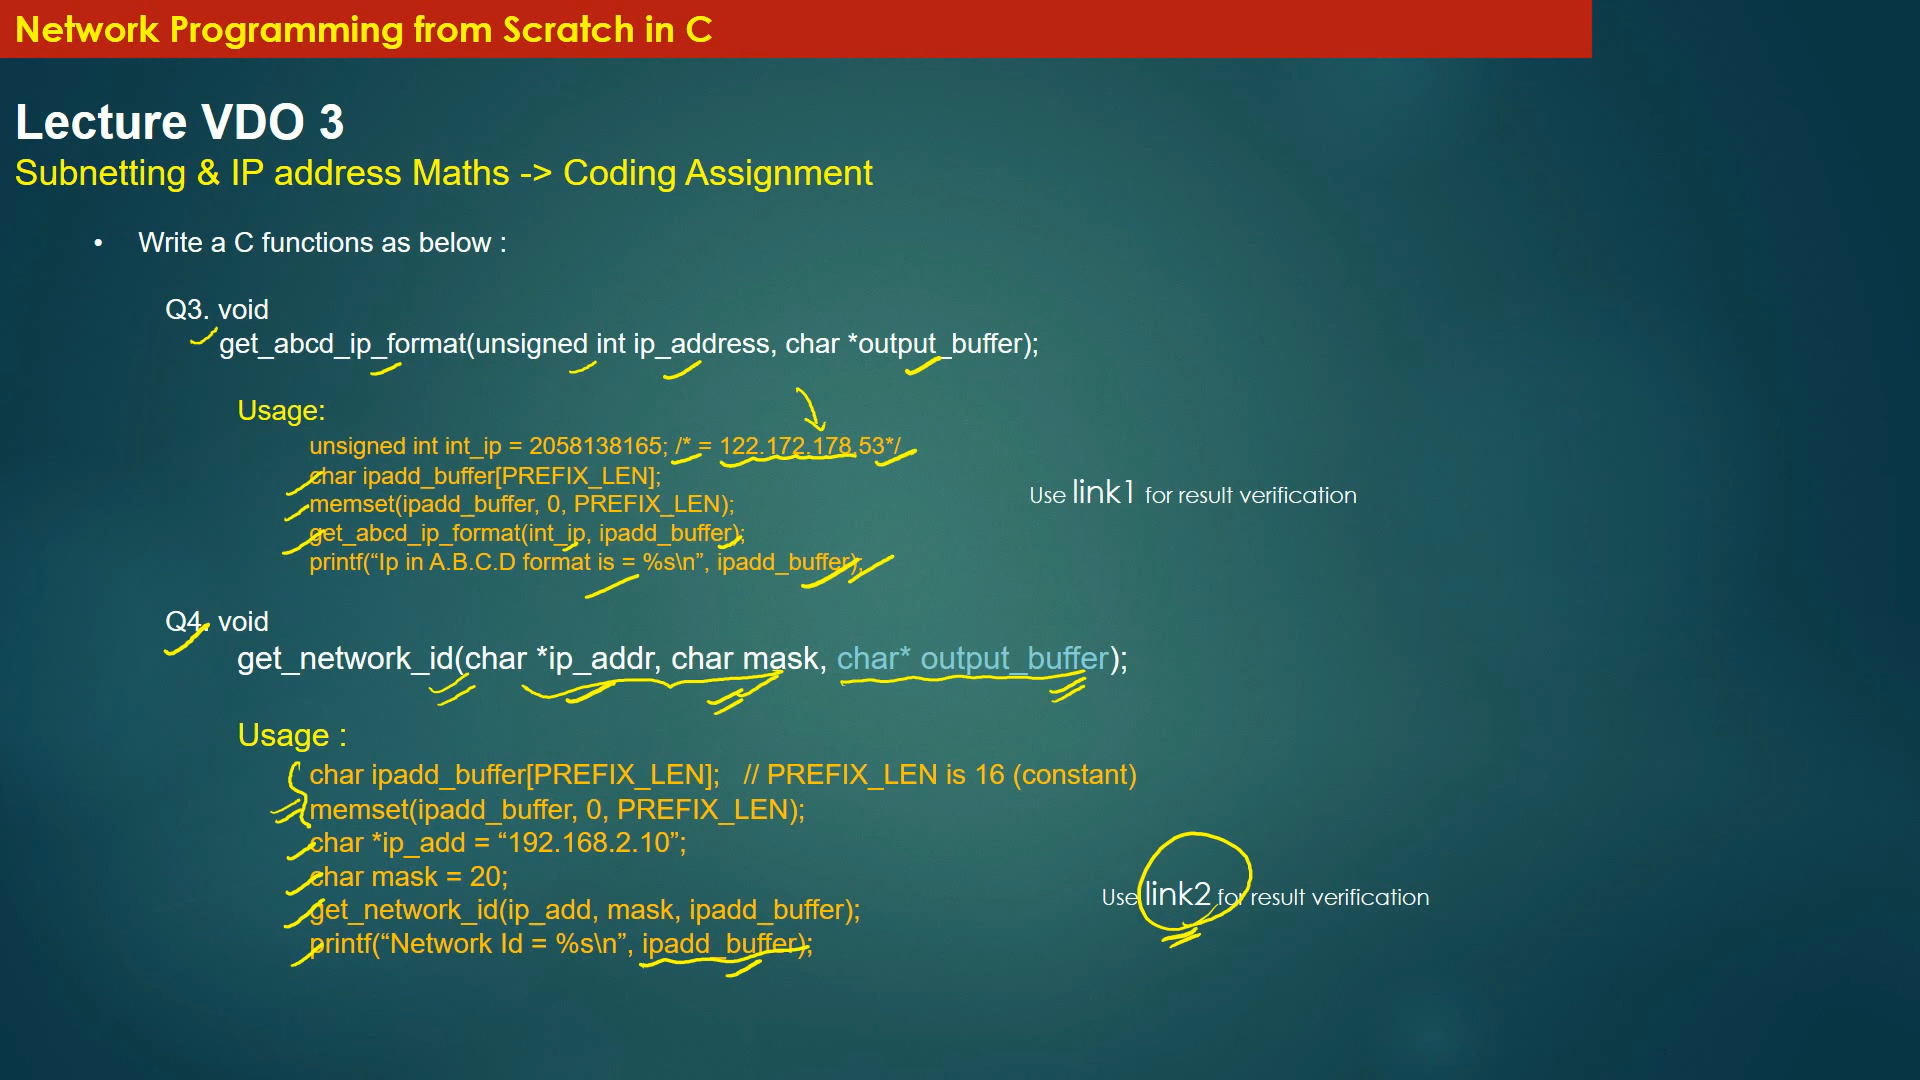 Network Programming from Scratch in C
Lecture VDO 3
Subnetting & IP address Maths -> Coding Assignment
• Write a C functions as below :
Q3. void
get_abcd_ip_format(unsigned int ip_address, char *output_buffer);
Usage:
unsigned int int_ip = 2058138165; /* = 122.172.178.53*/
char ipadd_buffer[PREFIX_LEN];
memset(ipadd_buffer, 0, PREFIX_LEN);
get_abcd_ip_format(int_ip, ipadd_buffer);
printf(“Ip in A.B.C.D format is = %s\n”, ipadd_buffer);
Use link1 for result verification
Q4. void
get_network_id(char *ip_addr, char mask, char* output_buffer);
Usage :
char ipadd_buffer[PREFIX_LEN]; // PREFIX_LEN is 16 (constant)
memset(ipadd_buffer, 0, PREFIX_LEN);
char *ip_add = “192.168.2.10”;
char mask = 20;
get_network_id(ip_add, mask, ipadd_buffer);
printf(“Network Id = %s\n”, ipadd_buffer);
Use link2 for result verification